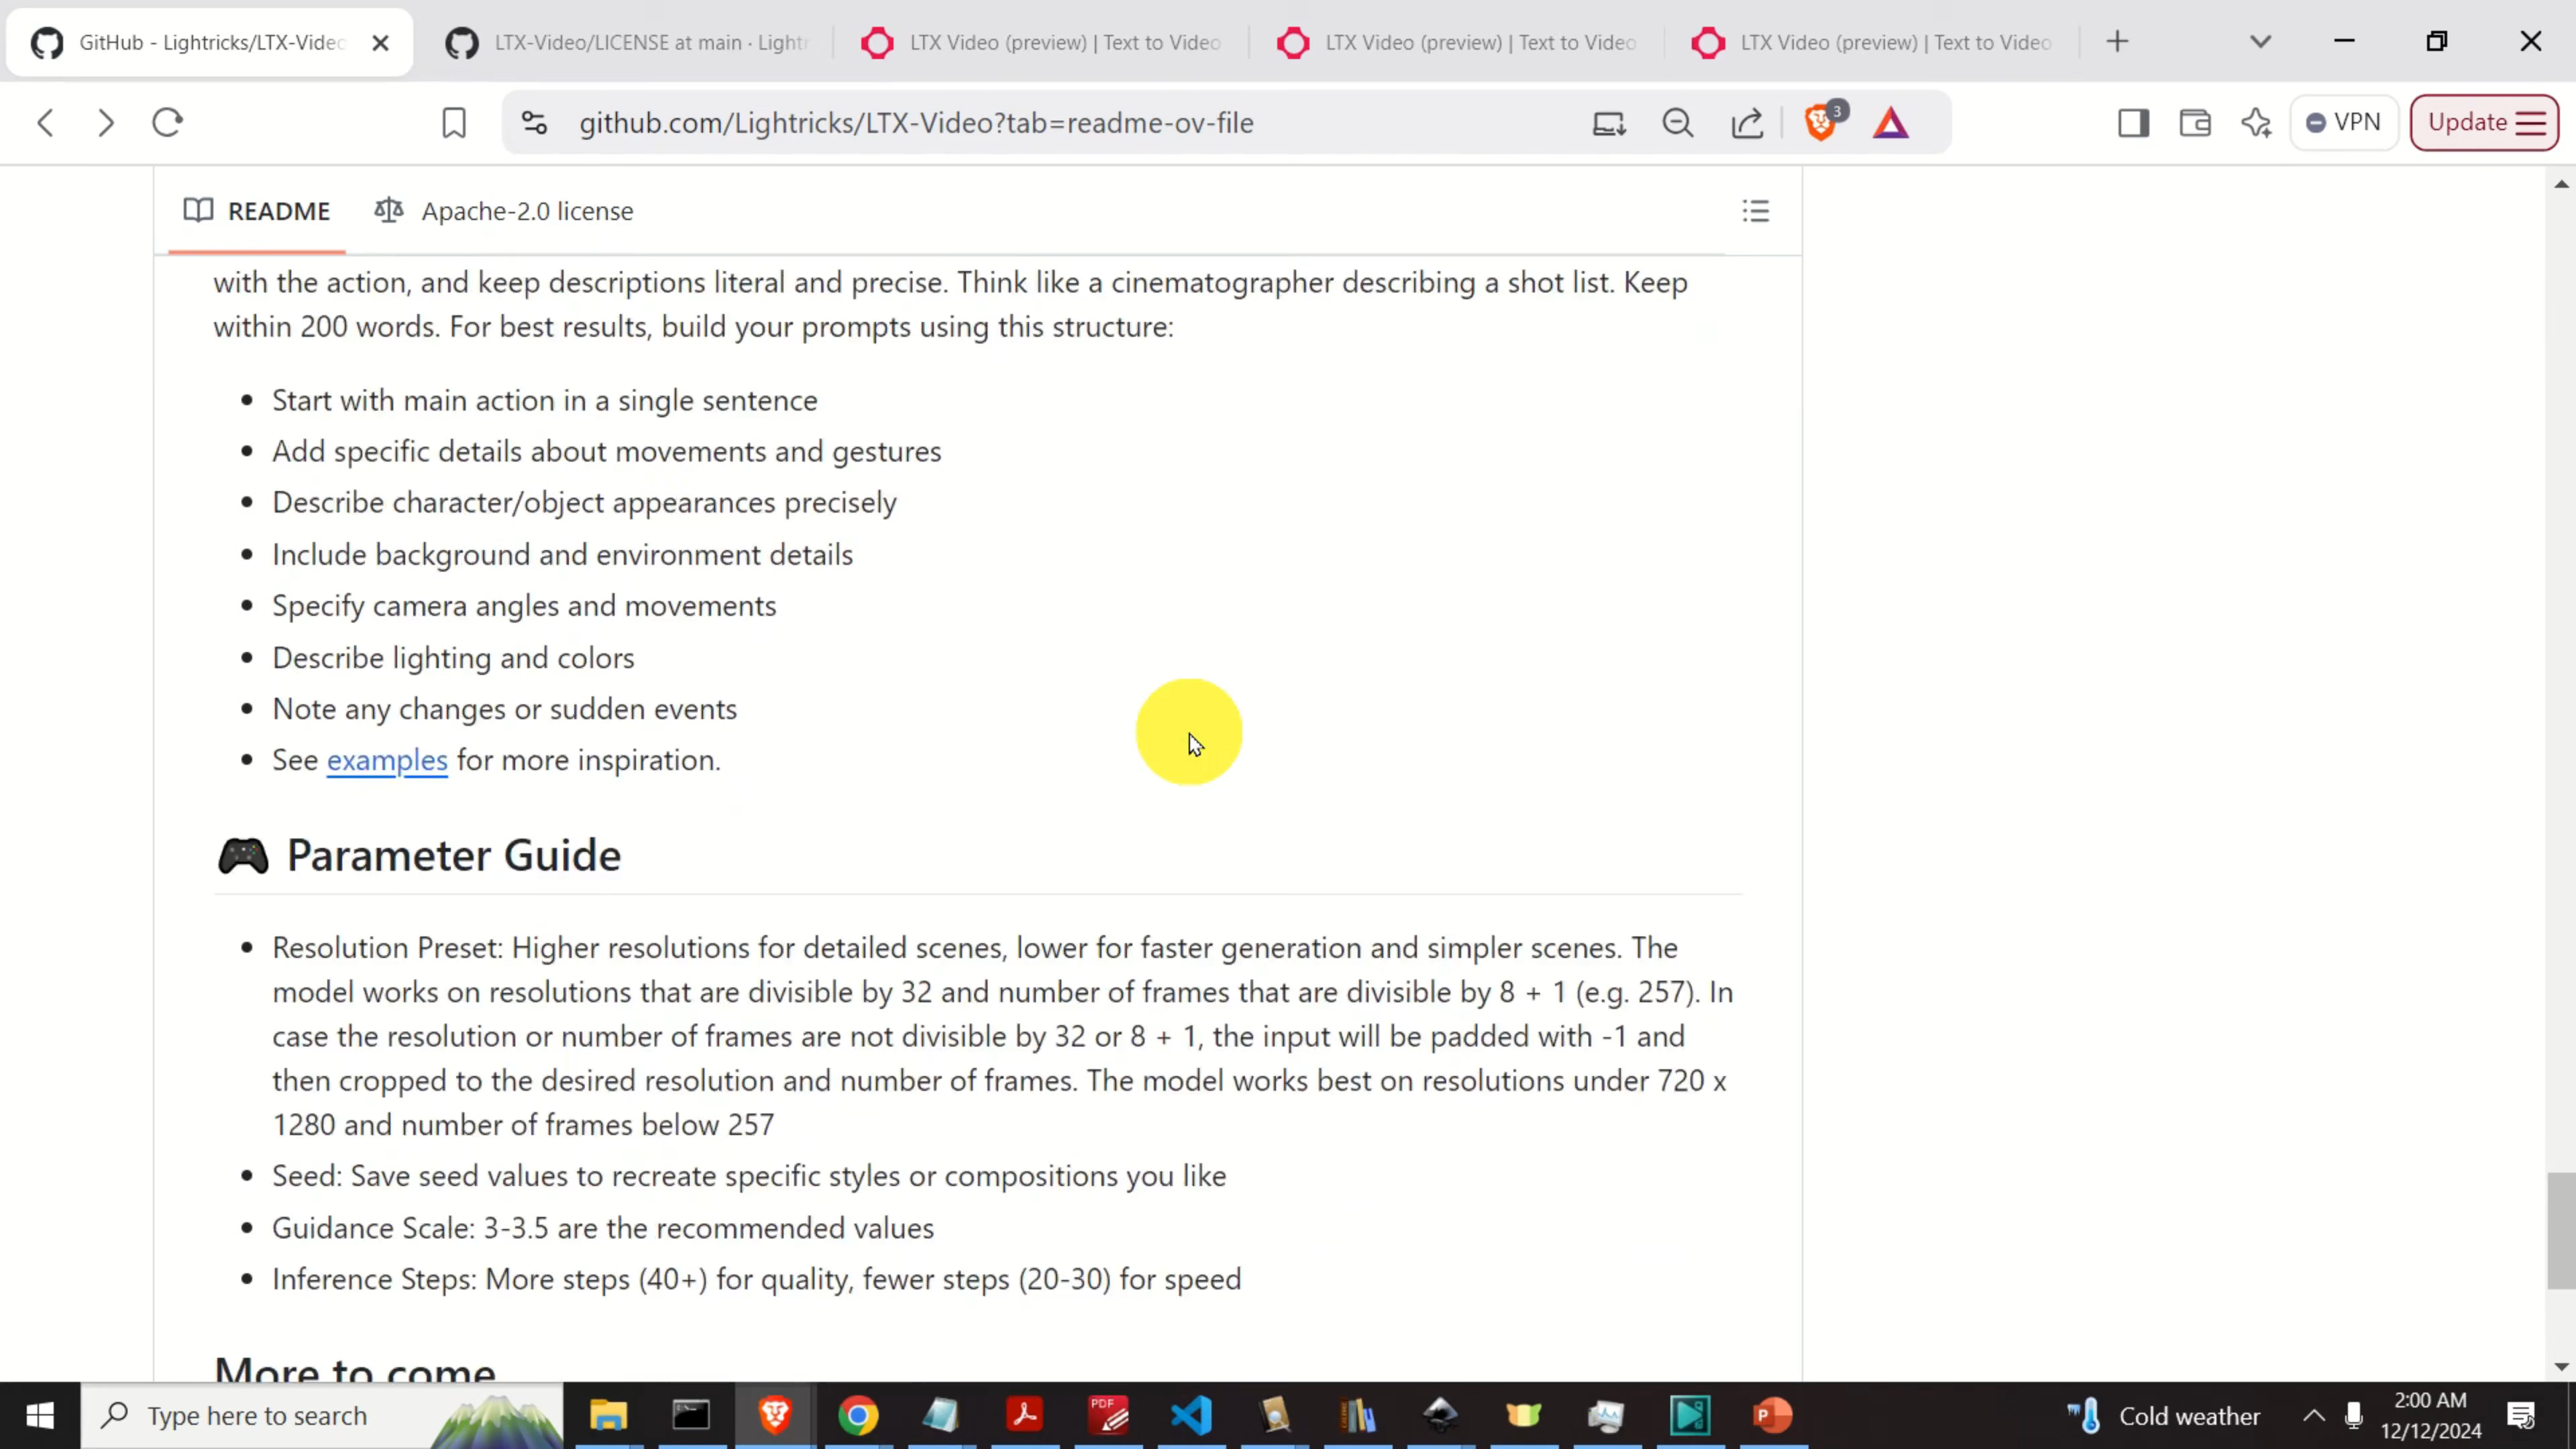 GitHub - Lightricks/LTX-Video
LTX-Video/LICENSE at main · Lightr
LTX Video (preview) | Text to Video
LTX Video (preview) | Text to Video
LTX Video (preview) | Text to Video
github.com/Lightricks/LTX-Video?tab=readme-ov-file
3
VPN
Update
README
Apache-2.0 license
with the action, and keep descriptions literal and precise. Think like a cinematographer describing a shot list. Keep
within 200 words. For best results, build your prompts using this structure:
• Start with main action in a single sentence
• Add specific details about movements and gestures
• Describe character/object appearances precisely
• Include background and environment details
• Specify camera angles and movements
• Describe lighting and colors
• Note any changes or sudden events
• See examples for more inspiration.
🎮 Parameter Guide
• Resolution Preset: Higher resolutions for detailed scenes, lower for faster generation and simpler scenes. The
model works on resolutions that are divisible by 32 and number of frames that are divisible by 8 + 1 (e.g. 257). In
case the resolution or number of frames are not divisible by 32 or 8 + 1, the input will be padded with -1 and
then cropped to the desired resolution and number of frames. The model works best on resolutions under 720 x
1280 and number of frames below 257
• Seed: Save seed values to recreate specific styles or compositions you like
• Guidance Scale: 3-3.5 are the recommended values
• Inference Steps: More steps (40+) for quality, fewer steps (20-30) for speed
More to come
Type here to search
PDF
Cold weather
2:00 AM
12/12/2024